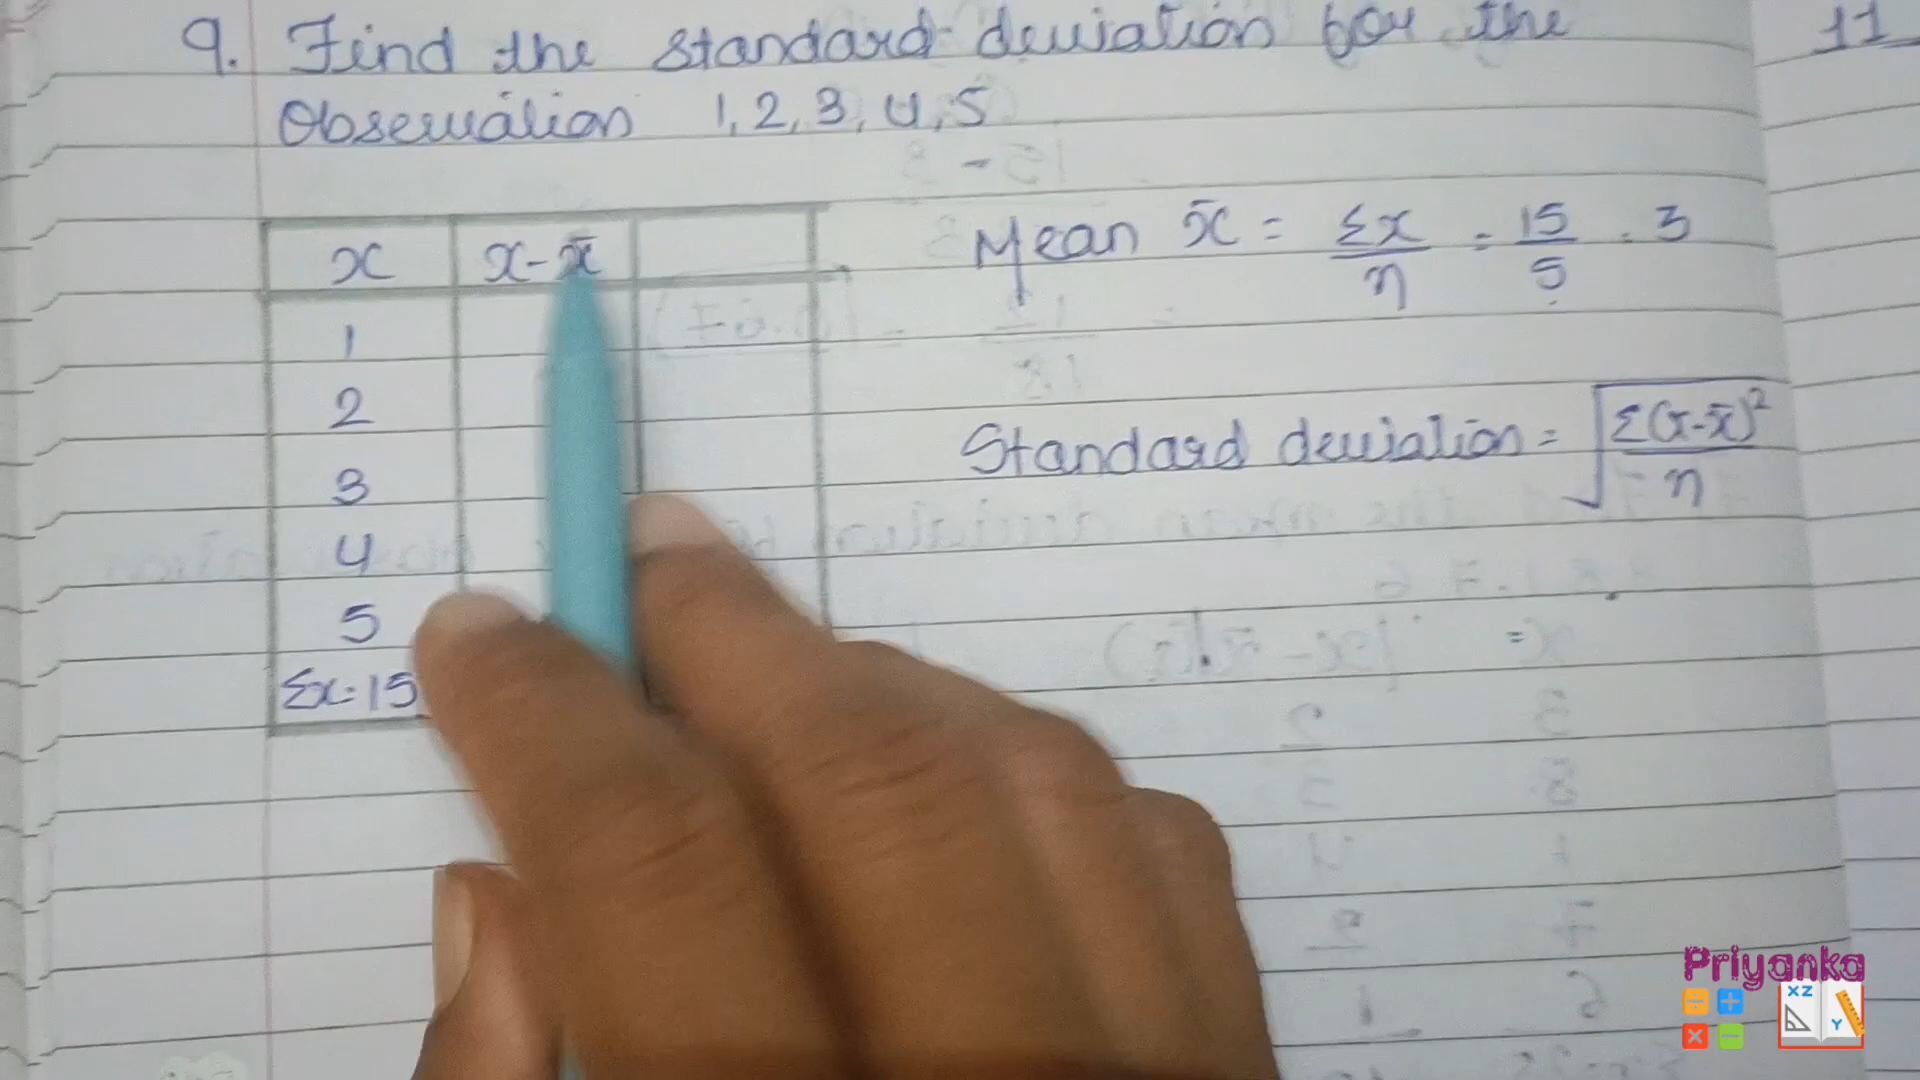 9. Find the standard deviation for the 11
Observation 1, 2, 3, 4, 5
x x-x̄
1
2
3
4
5
Σx=15
Mean x̄ = Σx/n = 15/5 = 3
Standard deviation = √Σ(x-x̄)²/n
Priyanka
XZ
Y